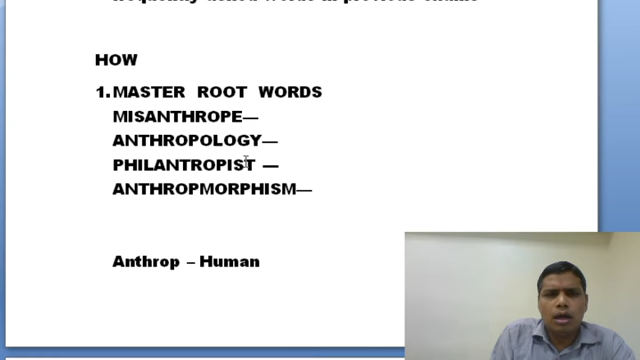 HOW
1. MASTER ROOT WORDS
MISANTHROPE—
ANTHROPOLOGY—
PHILANTROPIST —
ANTHROPMORPHISM—
Anthrop – Human